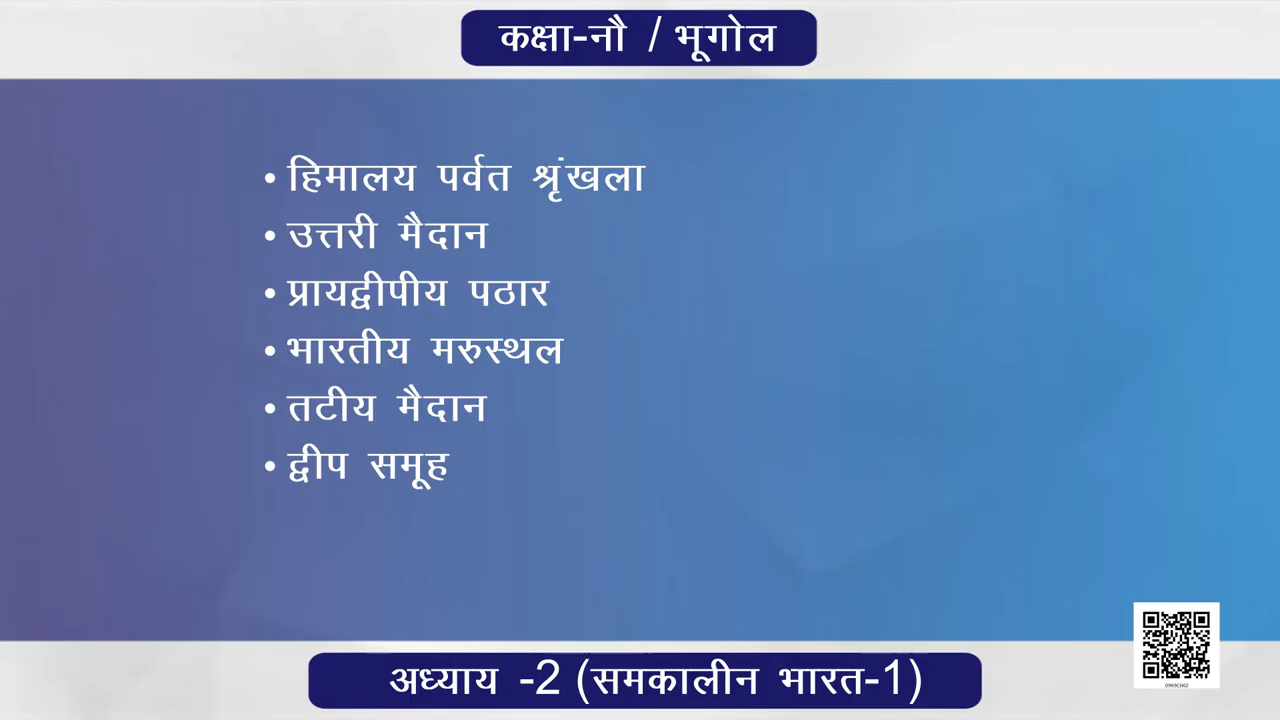 कक्षा-नौ / भूगोल
• हिमालय पर्वत श्रृंखला
• उत्तरी मैदान
• प्रायद्वीपीय पठार
• भारतीय मरुस्थल
• तटीय मैदान
• द्वीप समूह
0969CH02
अध्याय -2 (समकालीन भारत-1)